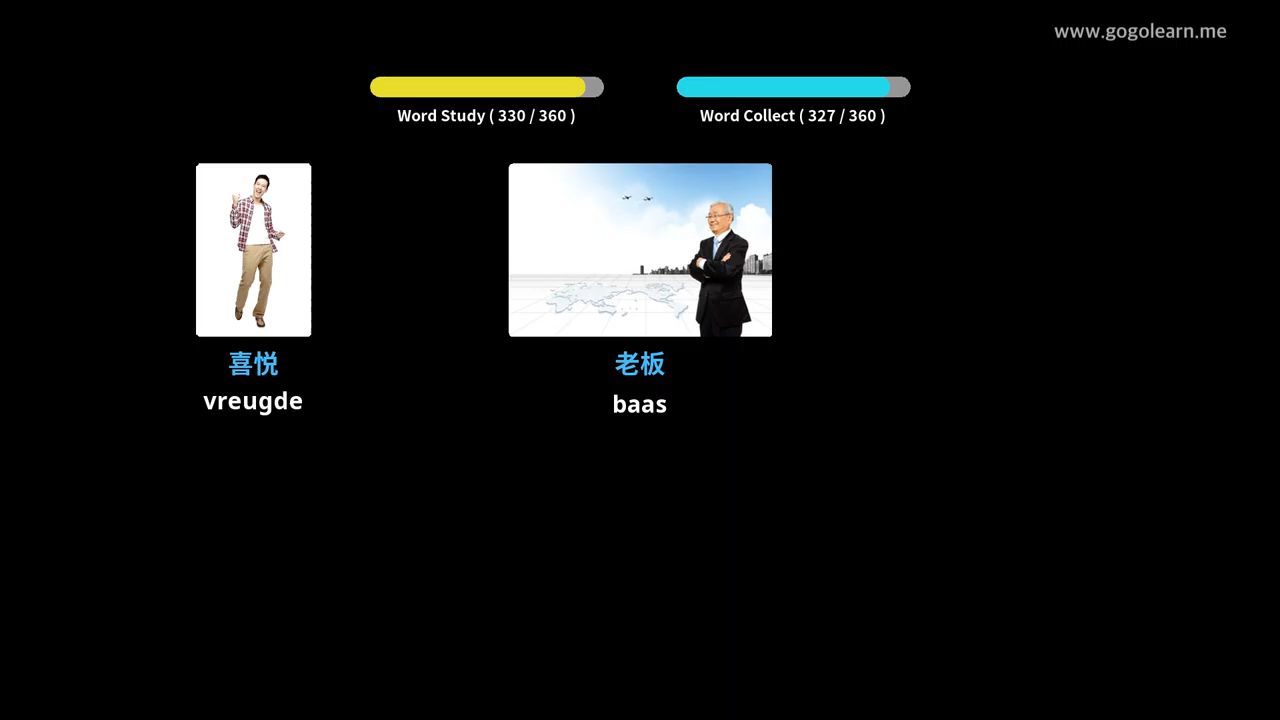 www.gogolearn.me
Word Study ( 330 / 360 )
Word Collect ( 327 / 360 )
喜悦
老板
vreugde
baas